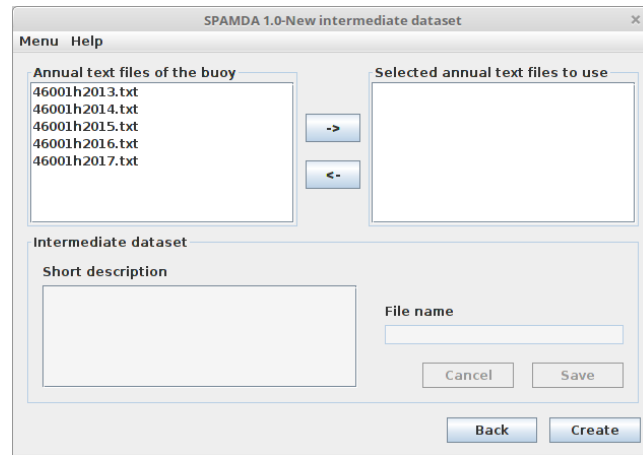 SPAMDA 1.0-New intermediate dataset ×
Menu Help
Annual text files of the buoy
46001h2013.txt
46001h2014.txt
46001h2015.txt
46001h2016.txt
46001h2017.txt
->
<-
Selected annual text files to use
Intermediate dataset
Short description
File name
Cancel Save
Back Create